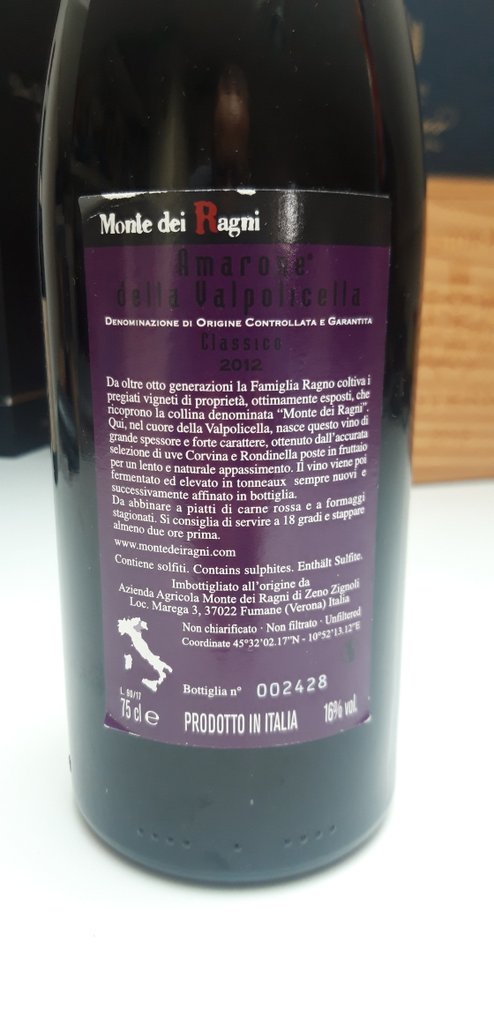 Monte dei Ragni
Amarone®
della Valpolicella
DENOMINAZIONE DI ORIGINE CONTROLLATA E GARANTITA
Classico
2012
Da oltre otto generazioni la Famiglia Ragno coltiva i
pregiati vigneti di proprietà, ottimamente esposti, che
ricoprono la collina denominata "Monte dei Ragni".
Qui, nel cuore della Valpolicella, nasce questo vino di
grande spessore e forte carattere, ottenuto dall'accurata
selezione di uve Corvina e Rondinella poste in fruttaio
per un lento e naturale appassimento. Il vino viene poi
fermentato ed elevato in tonneaux sempre nuovi e
successivamente affinato in bottiglia.
Da abbinare a piatti di carne rossa e a formaggi
stagionati. Si consiglia di servire a 18 gradi e stappare
almeno due ore prima.
www.montedeiragni.com
Contiene solfiti. Contains sulphites. Enthält Sulfite.
Imbottigliato all'origine da
Azienda Agricola Monte dei Ragni di Zeno Zignoli
Loc. Marega 3, 37022 Fumane (Verona) Italia
Non chiarificato · Non filtrato · Unfiltered
Coordinate 45°32'02.17"N - 10°52'13.12"E
Bottiglia n° 002428
L. 90/17
75 cl e PRODOTTO IN ITALIA 16% vol.